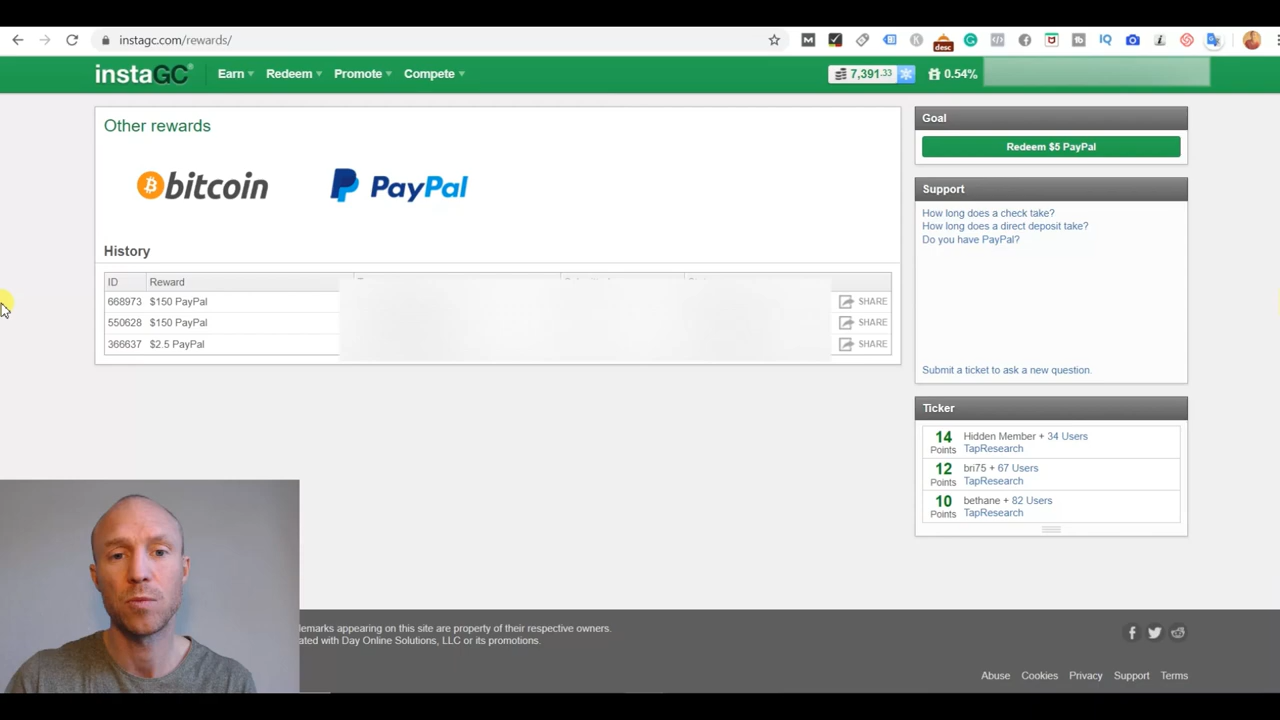 instagc.com/rewards/
desc
instaGC Earn Redeem Promote Compete 7,391.33 0.54%
Other rewards
bitcoin PayPal
History
ID Reward
668973 $150 PayPal SHARE
550628 $150 PayPal SHARE
366637 $2.5 PayPal SHARE
Goal
Redeem $5 PayPal
Support
How long does a check take?
How long does a direct deposit take?
Do you have PayPal?
Submit a ticket to ask a new question.
Ticker
14 Hidden Member + 34 Users
Points TapResearch
12 bri75 + 67 Users
Points TapResearch
10 bethane + 82 Users
Points TapResearch
lemarks appearing on this site are property of their respective owners.
ated with Day Online Solutions, LLC or its promotions.
Abuse Cookies Privacy Support Terms